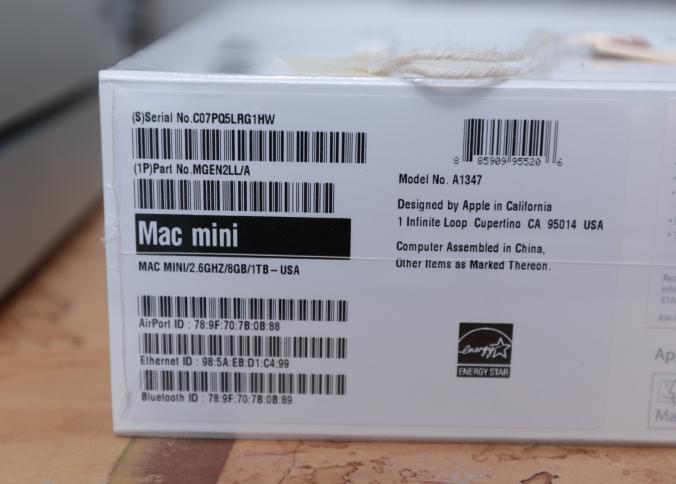 (S)Serial No.C07PQ5LRG1HW
(1P)Part No.MGEN2LL/A
Mac mini
MAC MINI/2.6GHZ/8GB/1TB – USA
AirPort ID : 78:9F:70:7B:0B:88
Ethernet ID : 98:5A:EB:D1:C4:99
Bluetooth ID : 78:9F:70:7B:0B:89
8 85909 95520 6
Model No. A1347
Designed by Apple in California
1 Infinite Loop Cupertino CA 95014 USA
Computer Assembled in China,
Other Items as Marked Thereon.
energy
ENERGY STAR